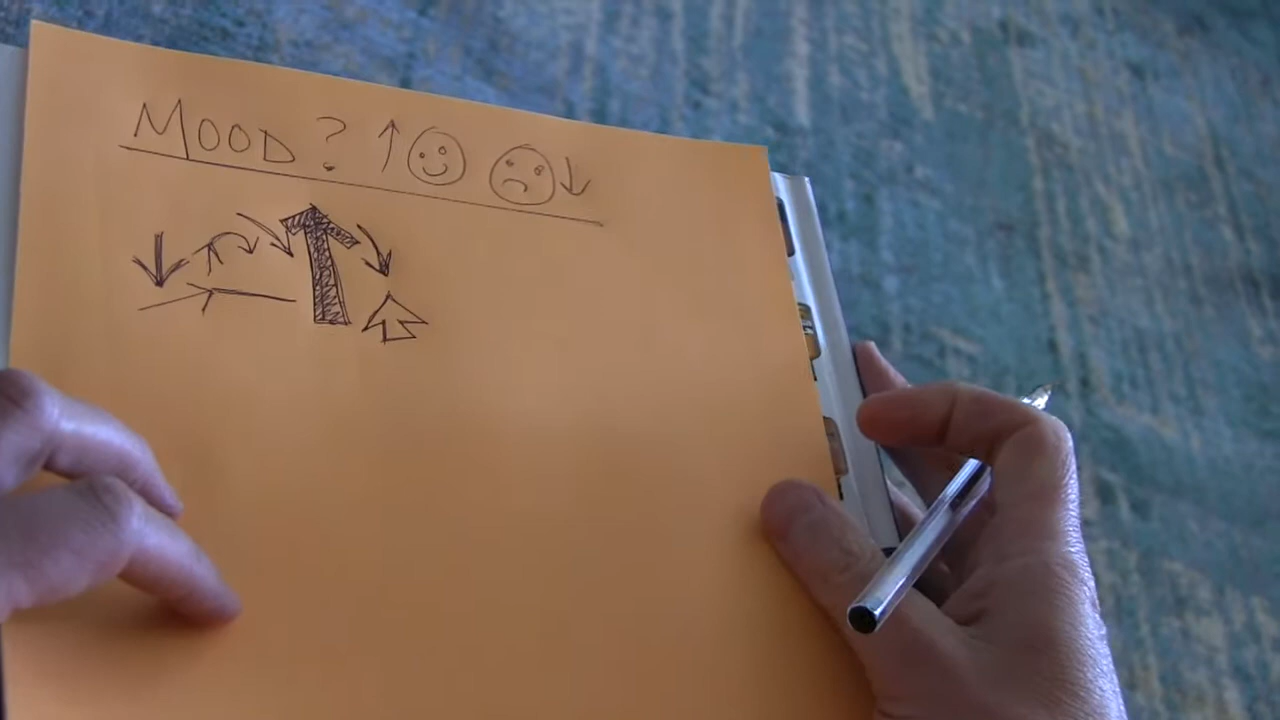 MOOD? ↑ ☺ ☹ ↓